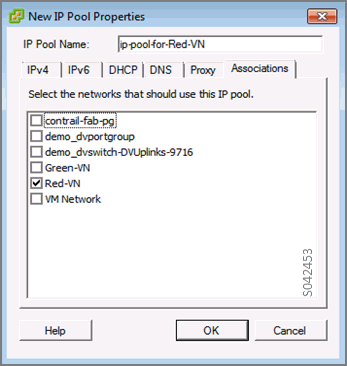 New IP Pool Properties
IP Pool Name: ip-pool-for-Red-VN
IPv4 IPv6 DHCP DNS Proxy Associations
Select the networks that should use this IP pool.
contrail-fab-pg
demo_dvportgroup
demo_dvswitch-DVUplinks-9716
Green-VN
Red-VN
VM Network
S042453
Help OK Cancel